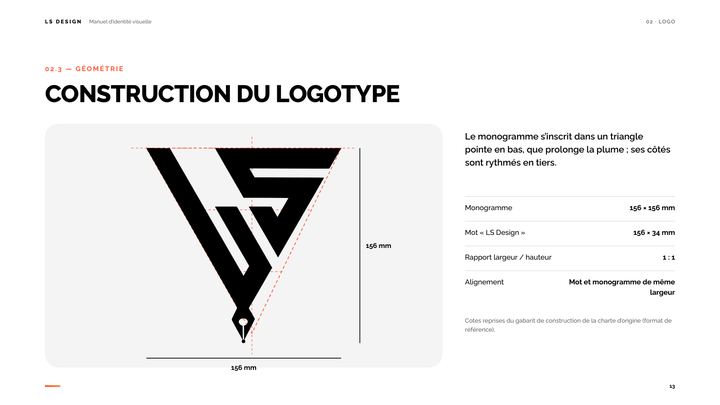 LS DESIGN Manuel d'identité visuelle
02 · LOGO
02.3 — GÉOMÉTRIE
CONSTRUCTION DU LOGOTYPE
LS
156 mm
156 mm
Le monogramme s'inscrit dans un triangle
pointe en bas, que prolonge la plume ; ses côtés
sont rythmés en tiers.
Monogramme 156 × 156 mm
Mot « LS Design » 156 × 34 mm
Rapport largeur / hauteur 1 : 1
Alignement Mot et monogramme de même
largeur
Cotes reprises du gabarit de construction de la charte d'origine (format de
référence).
13